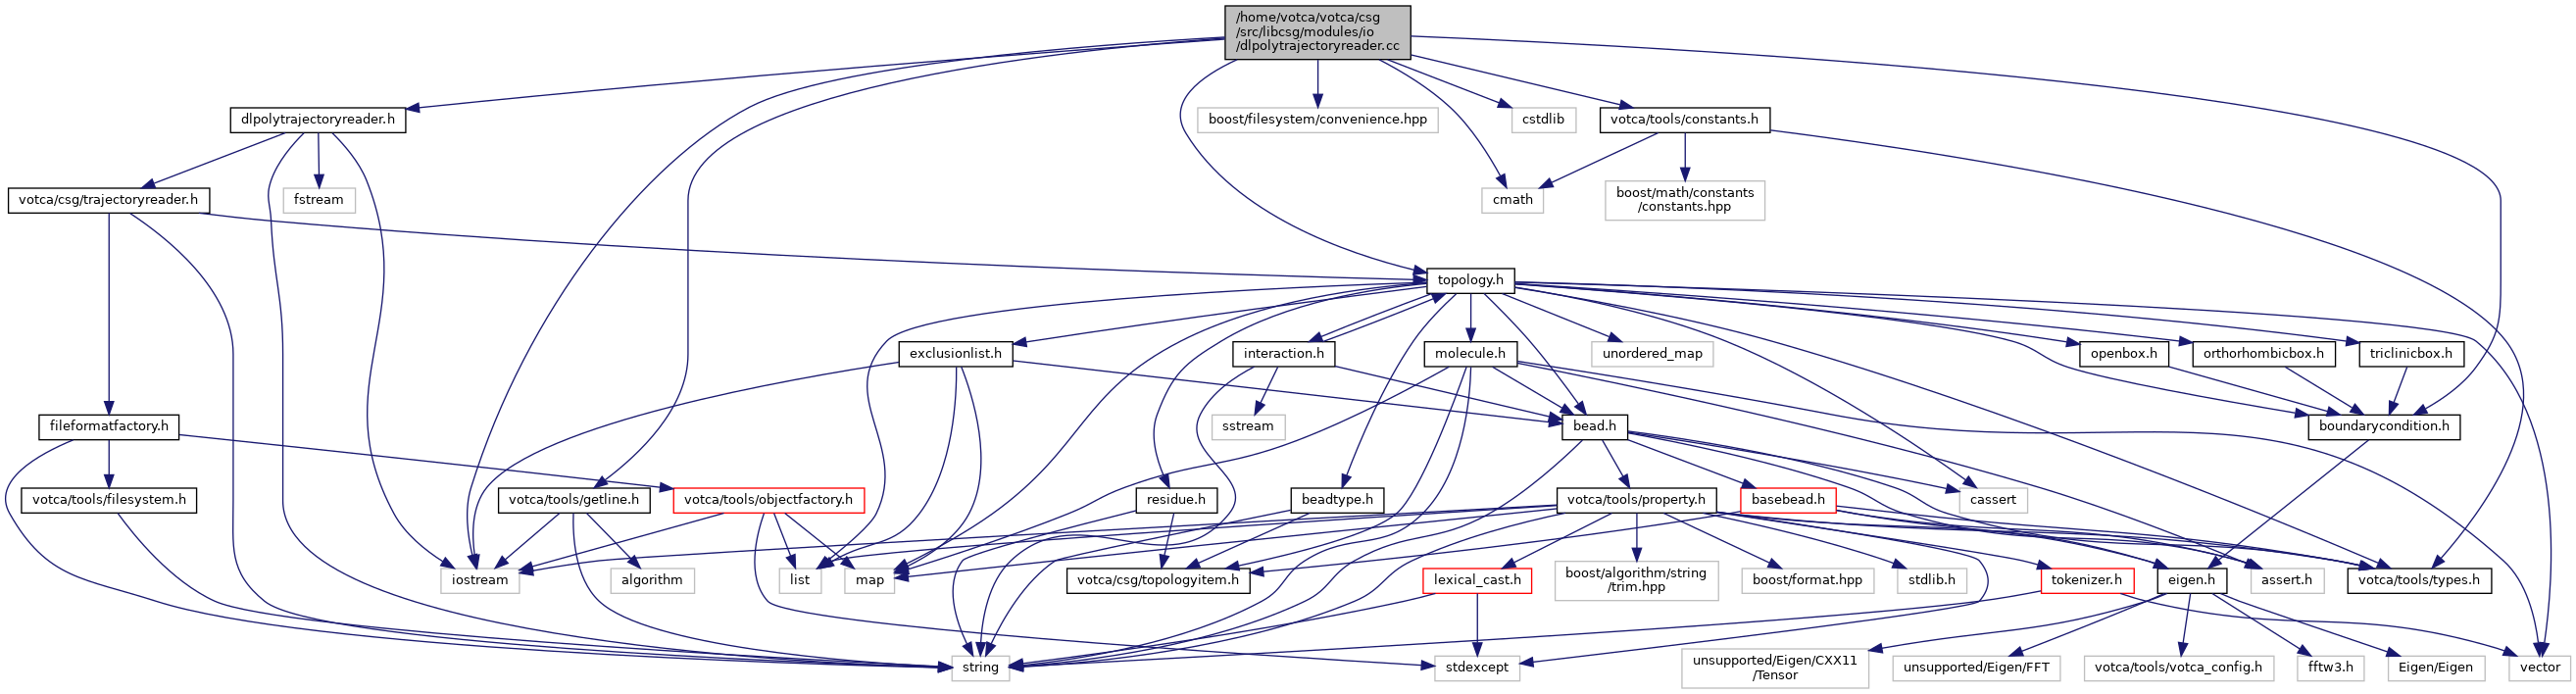 /home/votca/votca/csg
/src/libcsg/modules/io
/dlpolytrajectoryreader.cc
dlpolytrajectoryreader.h
boost/filesystem/convenience.hpp
cstdlib
votca/tools/constants.h
votca/csg/trajectoryreader.h
fstream
cmath
boost/math/constants
/constants.hpp
topology.h
exclusionlist.h
interaction.h
molecule.h
unordered_map
openbox.h
orthorhombicbox.h
triclinicbox.h
fileformatfactory.h
sstream
bead.h
boundarycondition.h
votca/tools/filesystem.h
votca/tools/getline.h
votca/tools/objectfactory.h
residue.h
beadtype.h
votca/tools/property.h
basebead.h
cassert
iostream
algorithm
list
map
votca/csg/topologyitem.h
lexical_cast.h
boost/algorithm/string
/trim.hpp
boost/format.hpp
stdlib.h
tokenizer.h
eigen.h
assert.h
votca/tools/types.h
string
stdexcept
unsupported/Eigen/CXX11
/Tensor
unsupported/Eigen/FFT
votca/tools/votca_config.h
fftw3.h
Eigen/Eigen
vector